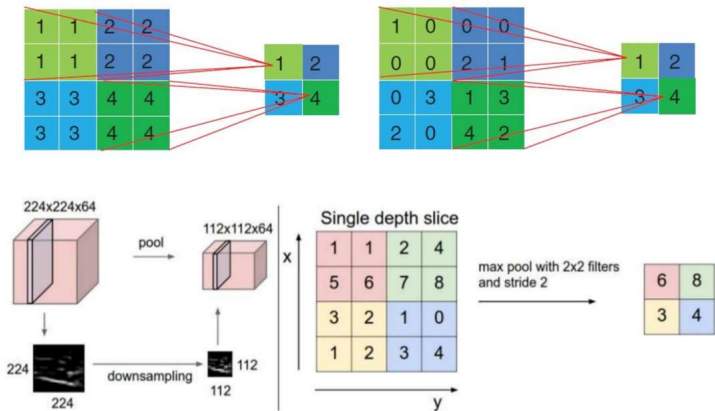 1 1 2 2
1 1 2 2
3 3 4 4
3 3 4 4
1 2
3 4
1 0 0 0
0 0 2 1
0 3 1 3
2 0 4 2
1 2
3 4
224x224x64
pool
112x112x64
224
224
downsampling
112
112
Single depth slice
x
1 1 2 4
5 6 7 8
3 2 1 0
1 2 3 4
y
max pool with 2x2 filters
and stride 2
6 8
3 4